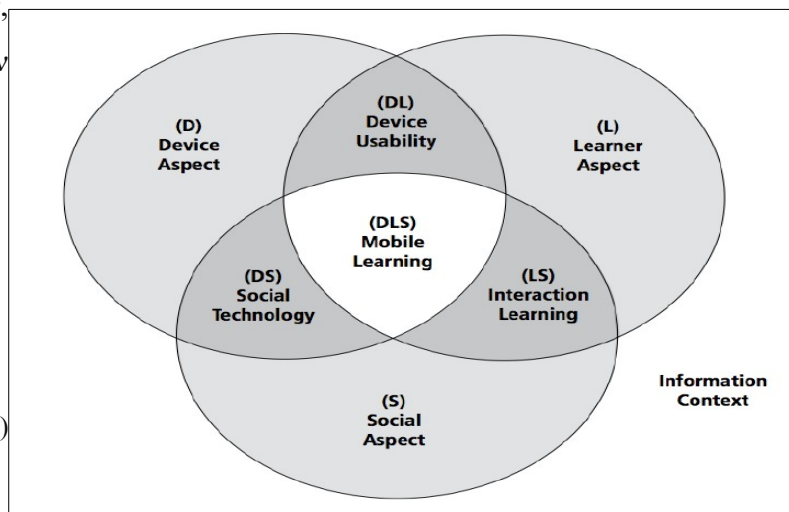 (DL)
Device
Usability
(D)
Device
Aspect
(L)
Learner
Aspect
(DLS)
Mobile
Learning
(DS)
Social
Technology
(LS)
Interaction
Learning
Information
Context
(S)
Social
Aspect
)